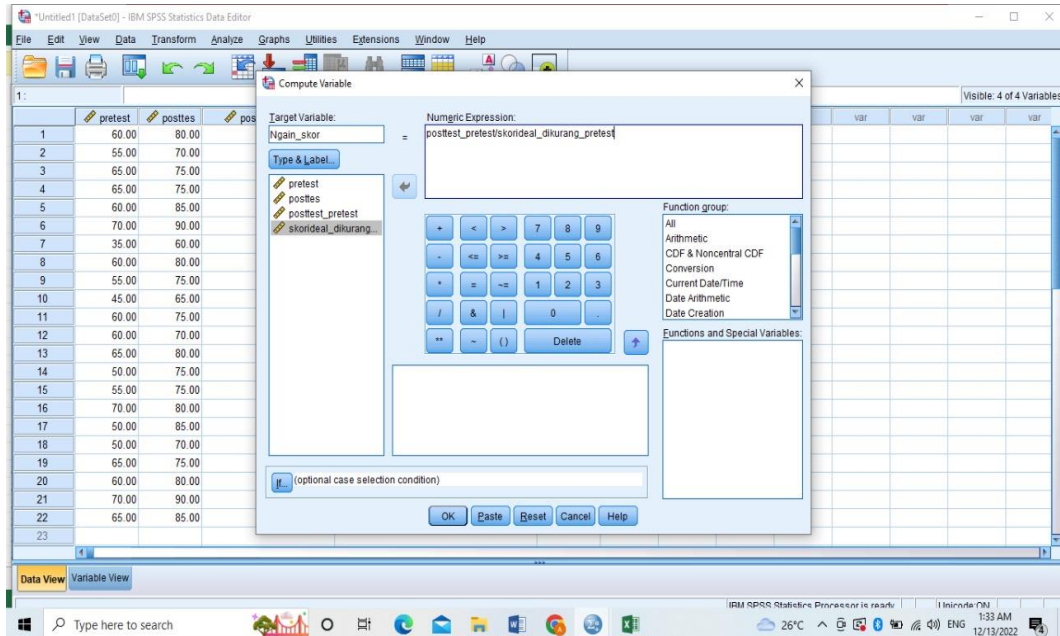 *Untitled1 [DataSet0] - IBM SPSS Statistics Data Editor
File Edit View Data Transform Analyze Graphs Utilities Extensions Window Help
Compute Variable
1 :
Visible: 4 of 4 Variables
pretest posttes pos var var var var
Target Variable:
Ngain_skor
=
Numeric Expression:
posttest_pretest/skorideal_dikurang_pretest
Type & Label...
pretest
posttes
posttest_pretest
skorideal_dikurang...
+ < > 7 8 9
- <= >= 4 5 6
* = ~= 1 2 3
/ & | 0 .
** ~ ( ) Delete
Function group:
All
Arithmetic
CDF & Noncentral CDF
Conversion
Current Date/Time
Date Arithmetic
Date Creation
Functions and Special Variables:
If... (optional case selection condition)
OK Paste Reset Cancel Help
1 60.00 80.00
2 55.00 70.00
3 65.00 75.00
4 65.00 75.00
5 60.00 85.00
6 70.00 90.00
7 35.00 60.00
8 60.00 80.00
9 55.00 75.00
10 45.00 65.00
11 60.00 75.00
12 60.00 70.00
13 65.00 80.00
14 50.00 75.00
15 55.00 75.00
16 70.00 80.00
17 50.00 85.00
18 50.00 70.00
19 65.00 75.00
20 60.00 80.00
21 70.00 90.00
22 65.00 85.00
23
Data View Variable View
IBM SPSS Statistics Processor is ready Unicode:ON
Type here to search
26°C ENG 1:33 AM
12/13/2022